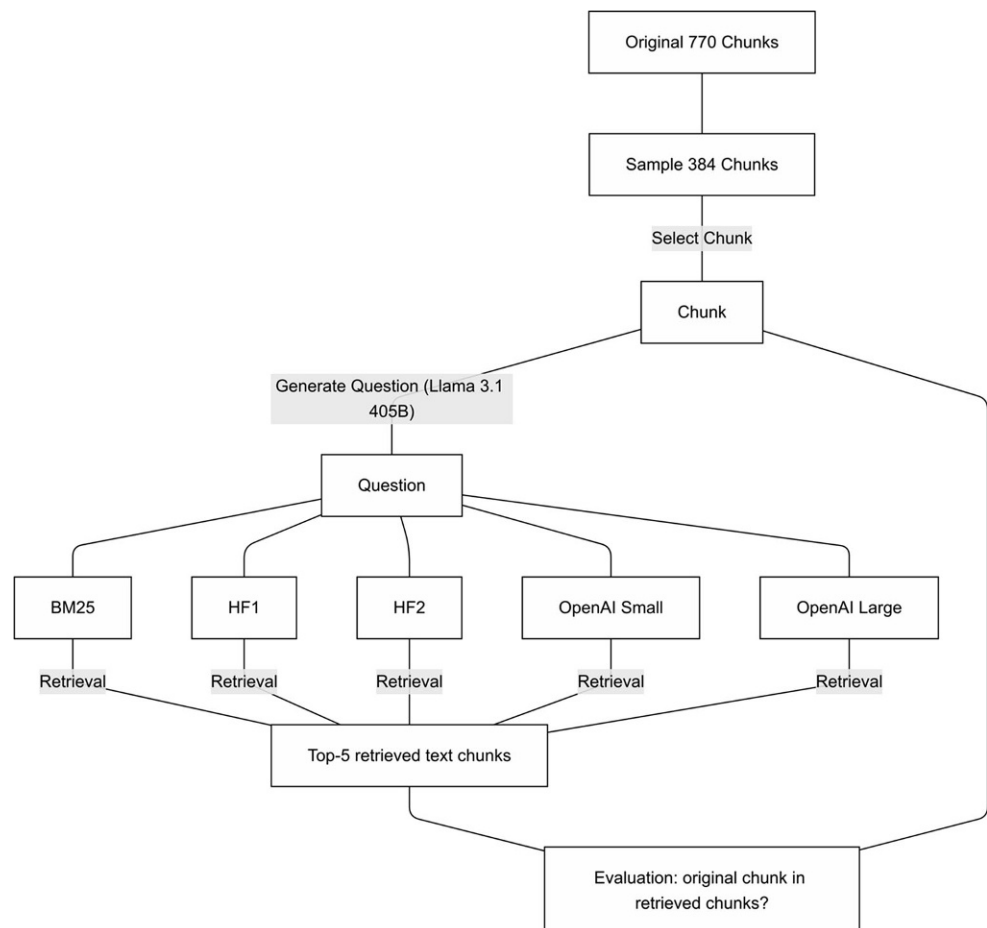 Original 770 Chunks
Sample 384 Chunks
Select Chunk
Chunk
Generate Question (Llama 3.1
405B)
Question
BM25
HF1
HF2
OpenAI Small
OpenAI Large
Retrieval
Retrieval
Retrieval
Retrieval
Retrieval
Top-5 retrieved text chunks
Evaluation: original chunk in
retrieved chunks?